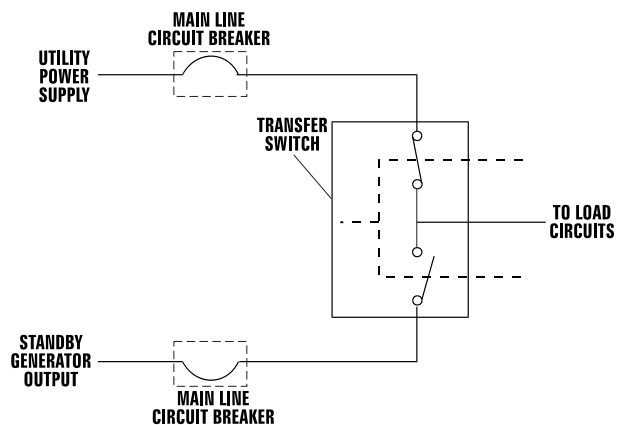 MAIN LINE
CIRCUIT BREAKER
UTILITY
POWER
SUPPLY
TRANSFER
SWITCH
TO LOAD
CIRCUITS
STANDBY
GENERATOR
OUTPUT
MAIN LINE
CIRCUIT BREAKER